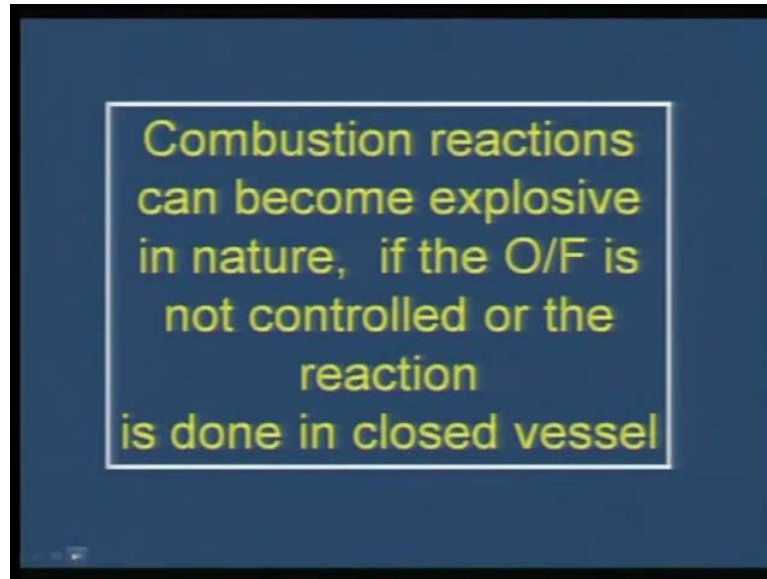 Combustion reactions
can become explosive
in nature,  if the O/F is
not controlled or the
reaction
is done in closed vessel